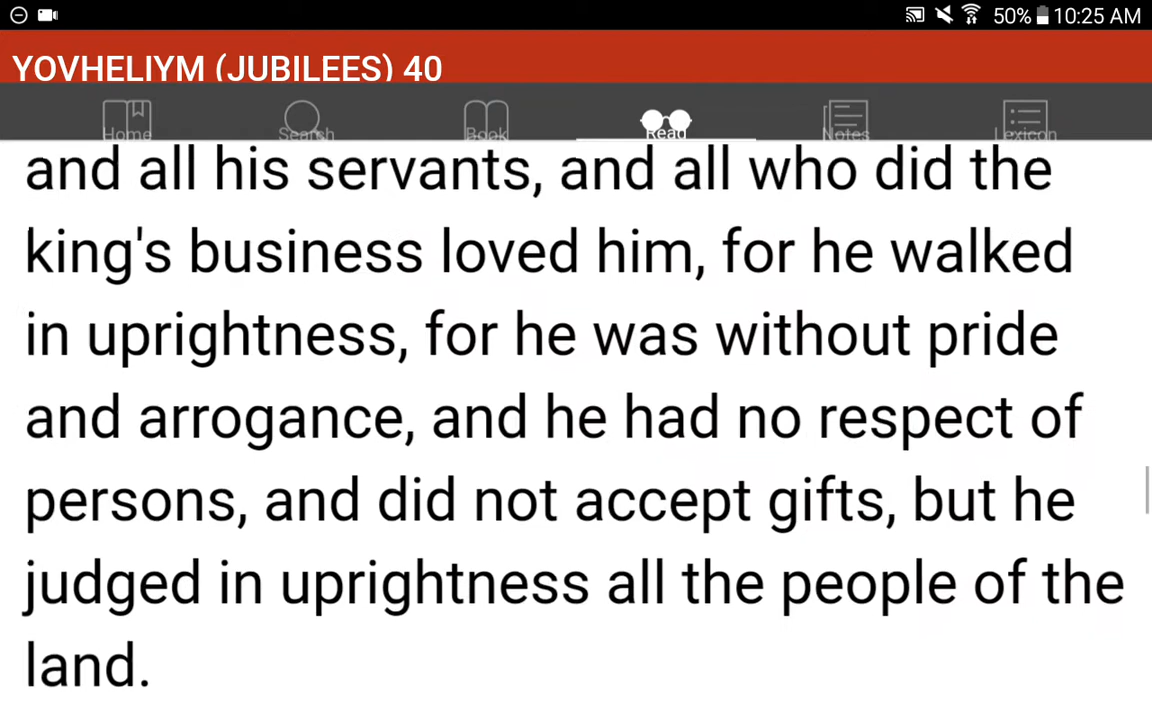 50% 10:25 AM
YOVHELIYM (JUBILEES) 40
Home Search Book Read Notes Lexicon
and all his servants, and all who did the
king's business loved him, for he walked
in uprightness, for he was without pride
and arrogance, and he had no respect of
persons, and did not accept gifts, but he
judged in uprightness all the people of the
land.